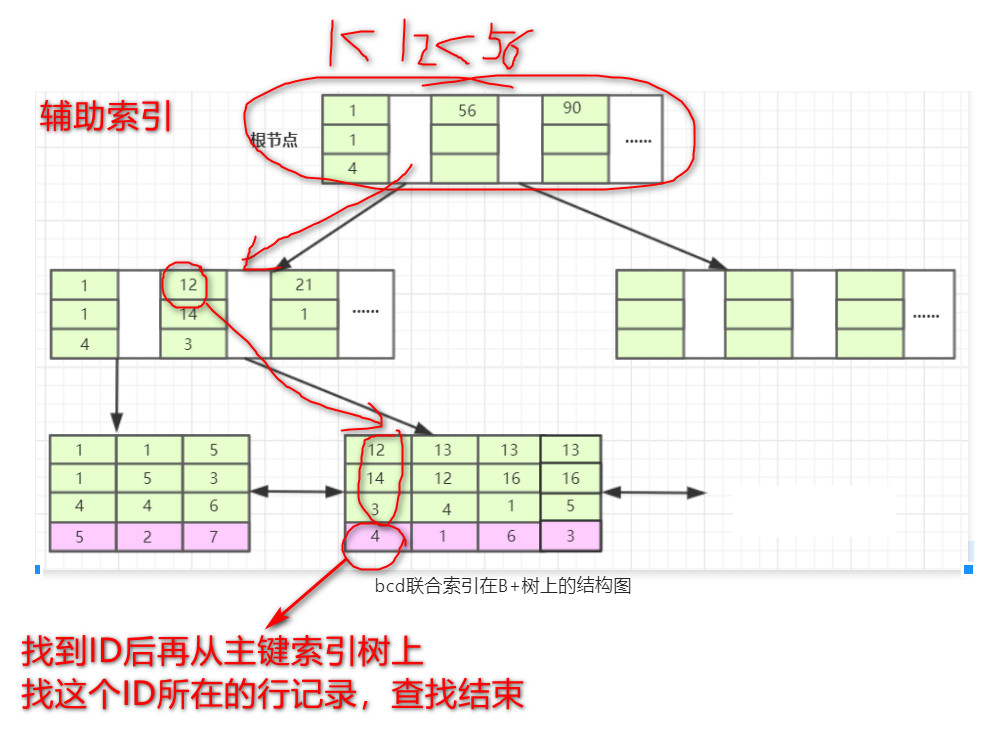 1<12<56
辅助索引
根节点
1 56 90
1 ......
4
1 12 21
1 14 1 ...... ......
4 3
1 1 5 12 13 13 13
1 5 3 14 12 16 16
4 4 6 3 4 1 5
5 2 7 4 1 6 3
bcd联合索引在B+树上的结构图
找到ID后再从主键索引树上
找这个ID所在的行记录，查找结束